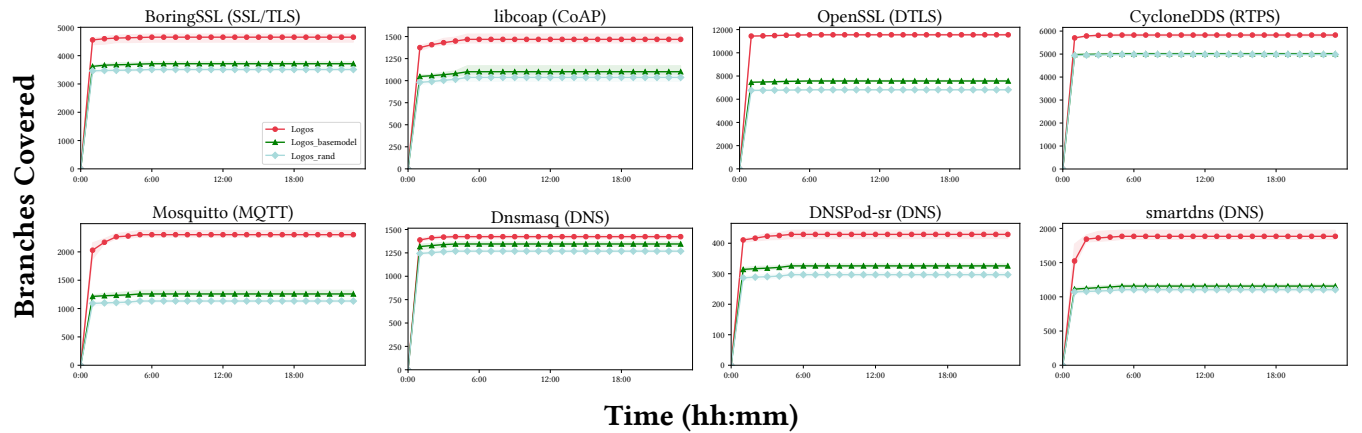 Branches Covered
BoringSSL (SSL/TLS)
5000
4000
3000
2000
1000
0
0:00 6:00 12:00 18:00
Logos
Logos_basemodel
Logos_rand
libcoap (CoAP)
1500
1250
1000
750
500
250
0
0:00 6:00 12:00 18:00
OpenSSL (DTLS)
12000
10000
8000
6000
4000
2000
0
0:00 6:00 12:00 18:00
CycloneDDS (RTPS)
6000
5000
4000
3000
2000
1000
0
0:00 6:00 12:00 18:00
Mosquitto (MQTT)
2000
1500
1000
500
0
0:00 6:00 12:00 18:00
Dnsmasq (DNS)
1500
1250
1000
750
500
250
0
0:00 6:00 12:00 18:00
DNSPod-sr (DNS)
400
300
200
100
0
0:00 6:00 12:00 18:00
smartdns (DNS)
2000
1500
1000
500
0
0:00 6:00 12:00 18:00
Time (hh:mm)